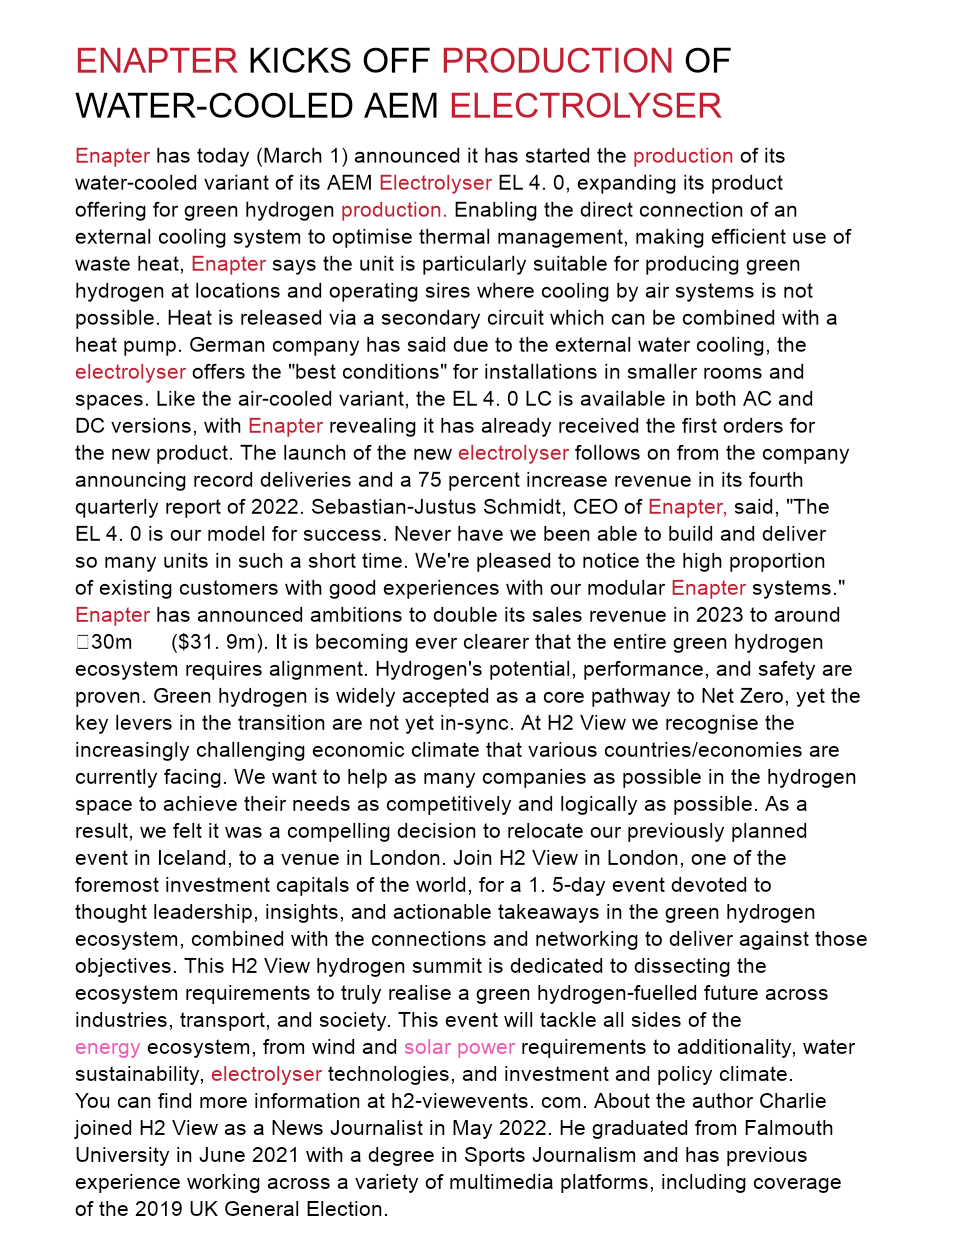 ENAPTER KICKS OFF PRODUCTION OF
WATER-COOLED AEM ELECTROLYSER
Enapter has today (March 1) announced it has started the production of its
water-cooled variant of its AEM Electrolyser EL 4. 0, expanding its product
offering for green hydrogen production. Enabling the direct connection of an
external cooling system to optimise thermal management, making efficient use of
waste heat, Enapter says the unit is particularly suitable for producing green
hydrogen at locations and operating sires where cooling by air systems is not
possible. Heat is released via a secondary circuit which can be combined with a
heat pump. German company has said due to the external water cooling, the
electrolyser offers the "best conditions" for installations in smaller rooms and
spaces. Like the air-cooled variant, the EL 4. 0 LC is available in both AC and
DC versions, with Enapter revealing it has already received the first orders for
the new product. The launch of the new electrolyser follows on from the company
announcing record deliveries and a 75 percent increase revenue in its fourth
quarterly report of 2022. Sebastian-Justus Schmidt, CEO of Enapter, said, "The
EL 4. 0 is our model for success. Never have we been able to build and deliver
so many units in such a short time. We're pleased to notice the high proportion
of existing customers with good experiences with our modular Enapter systems."
Enapter has announced ambitions to double its sales revenue in 2023 to around
□30m ($31. 9m). It is becoming ever clearer that the entire green hydrogen
ecosystem requires alignment. Hydrogen's potential, performance, and safety are
proven. Green hydrogen is widely accepted as a core pathway to Net Zero, yet the
key levers in the transition are not yet in-sync. At H2 View we recognise the
increasingly challenging economic climate that various countries/economies are
currently facing. We want to help as many companies as possible in the hydrogen
space to achieve their needs as competitively and logically as possible. As a
result, we felt it was a compelling decision to relocate our previously planned
event in Iceland, to a venue in London. Join H2 View in London, one of the
foremost investment capitals of the world, for a 1. 5-day event devoted to
thought leadership, insights, and actionable takeaways in the green hydrogen
ecosystem, combined with the connections and networking to deliver against those
objectives. This H2 View hydrogen summit is dedicated to dissecting the
ecosystem requirements to truly realise a green hydrogen-fuelled future across
industries, transport, and society. This event will tackle all sides of the
energy ecosystem, from wind and solar power requirements to additionality, water
sustainability, electrolyser technologies, and investment and policy climate.
You can find more information at h2-viewevents. com. About the author Charlie
joined H2 View as a News Journalist in May 2022. He graduated from Falmouth
University in June 2021 with a degree in Sports Journalism and has previous
experience working across a variety of multimedia platforms, including coverage
of the 2019 UK General Election.